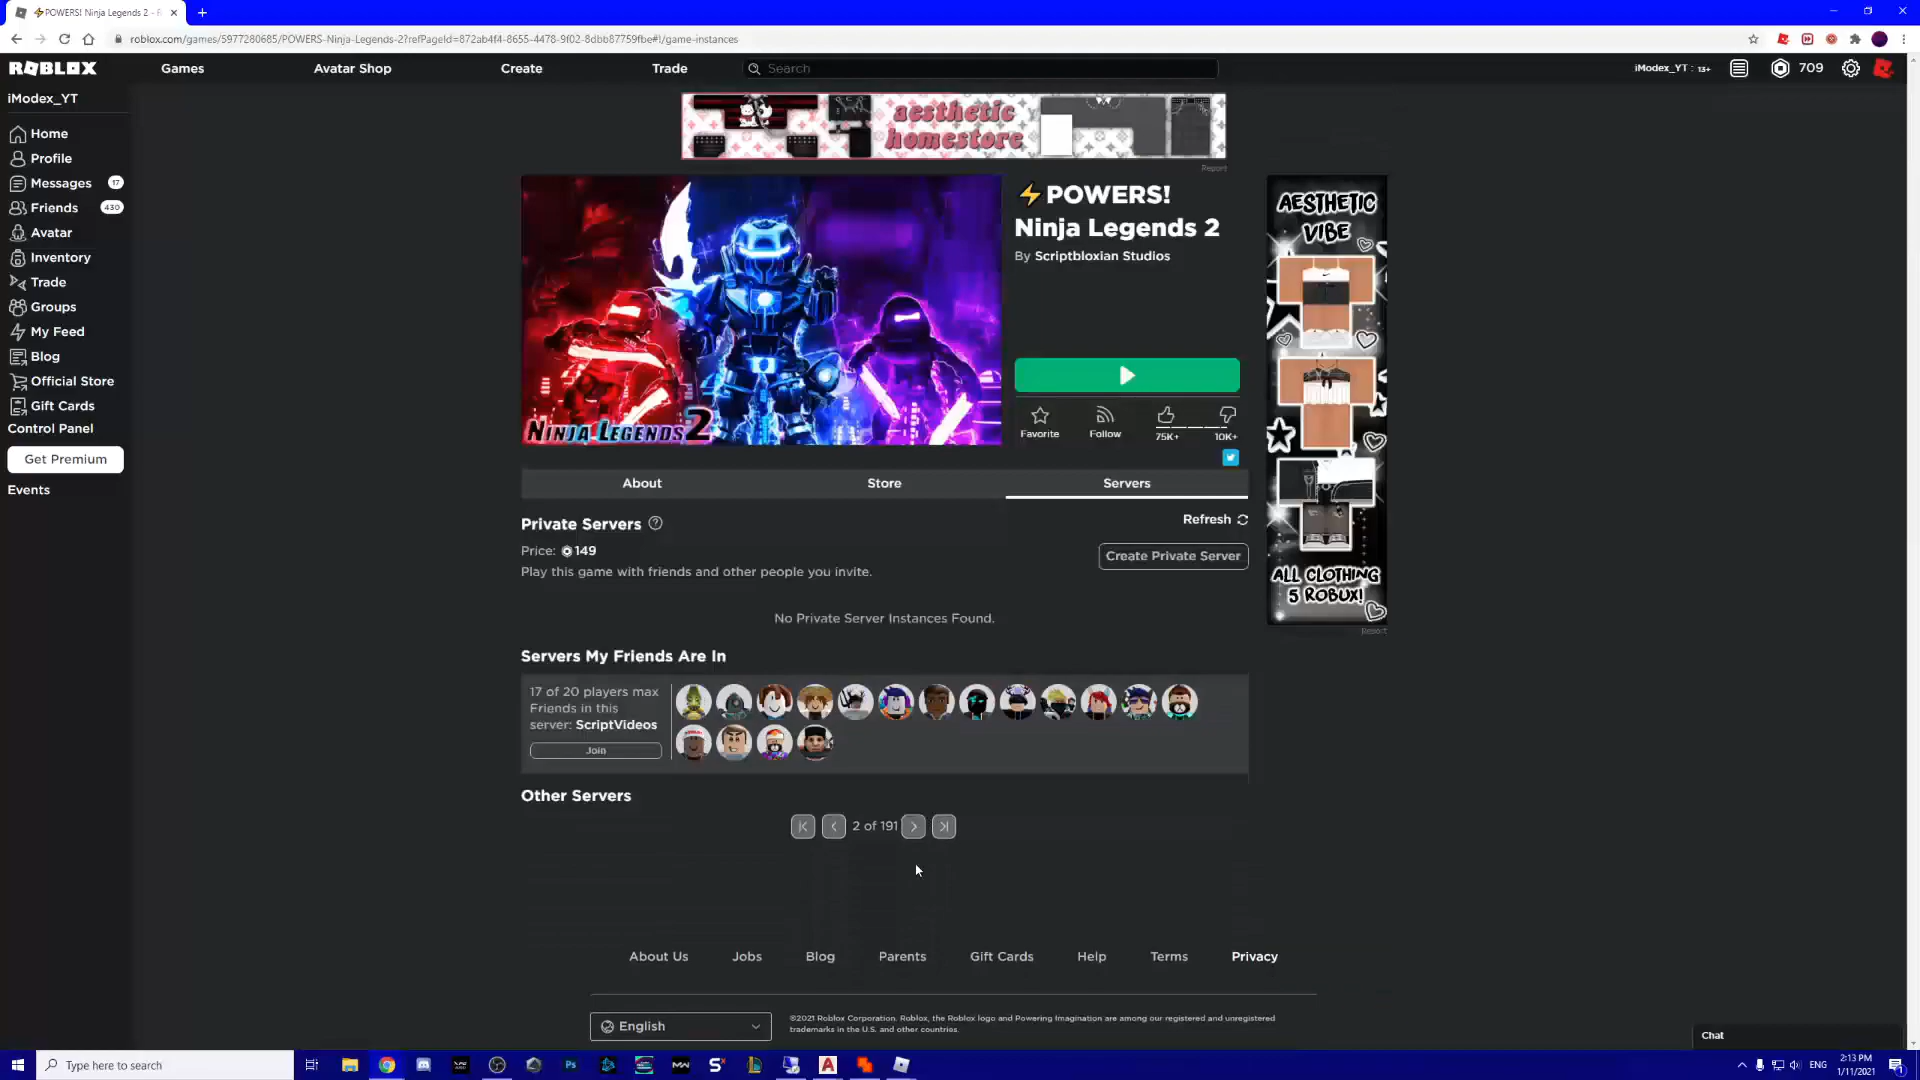 ⚡POWERS! Ninja Legends 2 - R
roblox.com/games/5977280685/POWERS-Ninja-Legends-2?refPageId=872ab4f4-8655-4478-9f02-8dbb87759fbe#!/game-instances
ROBLOX
Games
Avatar Shop
Create
Trade
Search
iModex_YT : 13+
709
iModex_YT
Home
Profile
Messages 17
Friends 430
Avatar
Inventory
Trade
Groups
My Feed
Blog
Official Store
Gift Cards
Control Panel
Get Premium
Events
aesthetic
homestore
Report
NINJA LEGENDS 2
⚡POWERS!
Ninja Legends 2
By Scriptbloxian Studios
Favorite
Follow
75K+
10K+
AESTHETIC
VIBE
ALL CLOTHING
5 ROBUX!
Report
About
Store
Servers
Private Servers
Refresh
Price: 149
Create Private Server
Play this game with friends and other people you invite.
No Private Server Instances Found.
Servers My Friends Are In
17 of 20 players max
Friends in this
server: ScriptVideos
Join
Other Servers
2 of 191
About Us
Jobs
Blog
Parents
Gift Cards
Help
Terms
Privacy
English
©2021 Roblox Corporation. Roblox, the Roblox logo and Powering Imagination are among our registered and unregistered
trademarks in the U.S. and other countries.
Chat
Type here to search
Ps
ENG
2:13 PM
1/11/2021